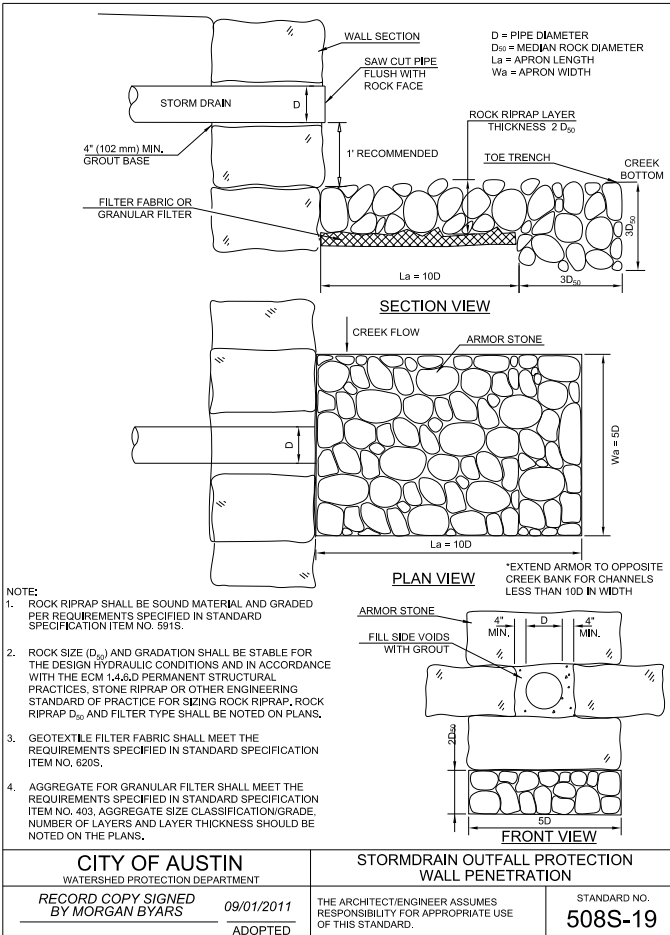 WALL SECTION
D = PIPE DIAMETER
D50 = MEDIAN ROCK DIAMETER
La = APRON LENGTH
Wa = APRON WIDTH
SAW CUT PIPE
FLUSH WITH
ROCK FACE
STORM DRAIN
D
ROCK RIPRAP LAYER
THICKNESS 2 D50
4" (102 mm) MIN.
GROUT BASE
1' RECOMMENDED
TOE TRENCH
CREEK
BOTTOM
FILTER FABRIC OR
GRANULAR FILTER
3D50
La = 10D
3D50
SECTION VIEW
CREEK FLOW
ARMOR STONE
D
Wa = 5D
La = 10D
PLAN VIEW
*EXTEND ARMOR TO OPPOSITE
CREEK BANK FOR CHANNELS
LESS THAN 10D IN WIDTH
NOTE:
1. ROCK RIPRAP SHALL BE SOUND MATERIAL AND GRADED
PER REQUIREMENTS SPECIFIED IN STANDARD
SPECIFICATION ITEM NO. 591S.
2. ROCK SIZE (D50) AND GRADATION SHALL BE STABLE FOR
THE DESIGN HYDRAULIC CONDITIONS AND IN ACCORDANCE
WITH THE ECM 1.4.6.D PERMANENT STRUCTURAL
PRACTICES, STONE RIPRAP OR OTHER ENGINEERING
STANDARD OF PRACTICE FOR SIZING ROCK RIPRAP. ROCK
RIPRAP D50 AND FILTER TYPE SHALL BE NOTED ON PLANS.
3. GEOTEXTILE FILTER FABRIC SHALL MEET THE
REQUIREMENTS SPECIFIED IN STANDARD SPECIFICATION
ITEM NO. 620S.
4. AGGREGATE FOR GRANULAR FILTER SHALL MEET THE
REQUIREMENTS SPECIFIED IN STANDARD SPECIFICATION
ITEM NO. 403, AGGREGATE SIZE CLASSIFICATION/GRADE,
NUMBER OF LAYERS AND LAYER THICKNESS SHOULD BE
NOTED ON THE PLANS.
ARMOR STONE
4"
MIN.
D
4"
MIN.
FILL SIDE VOIDS
WITH GROUT
2D50
5D
FRONT VIEW
CITY OF AUSTIN
WATERSHED PROTECTION DEPARTMENT
STORMDRAIN OUTFALL PROTECTION
WALL PENETRATION
RECORD COPY SIGNED
BY MORGAN BYARS
09/01/2011
ADOPTED
THE ARCHITECT/ENGINEER ASSUMES
RESPONSIBILITY FOR APPROPRIATE USE
OF THIS STANDARD.
STANDARD NO.
508S-19